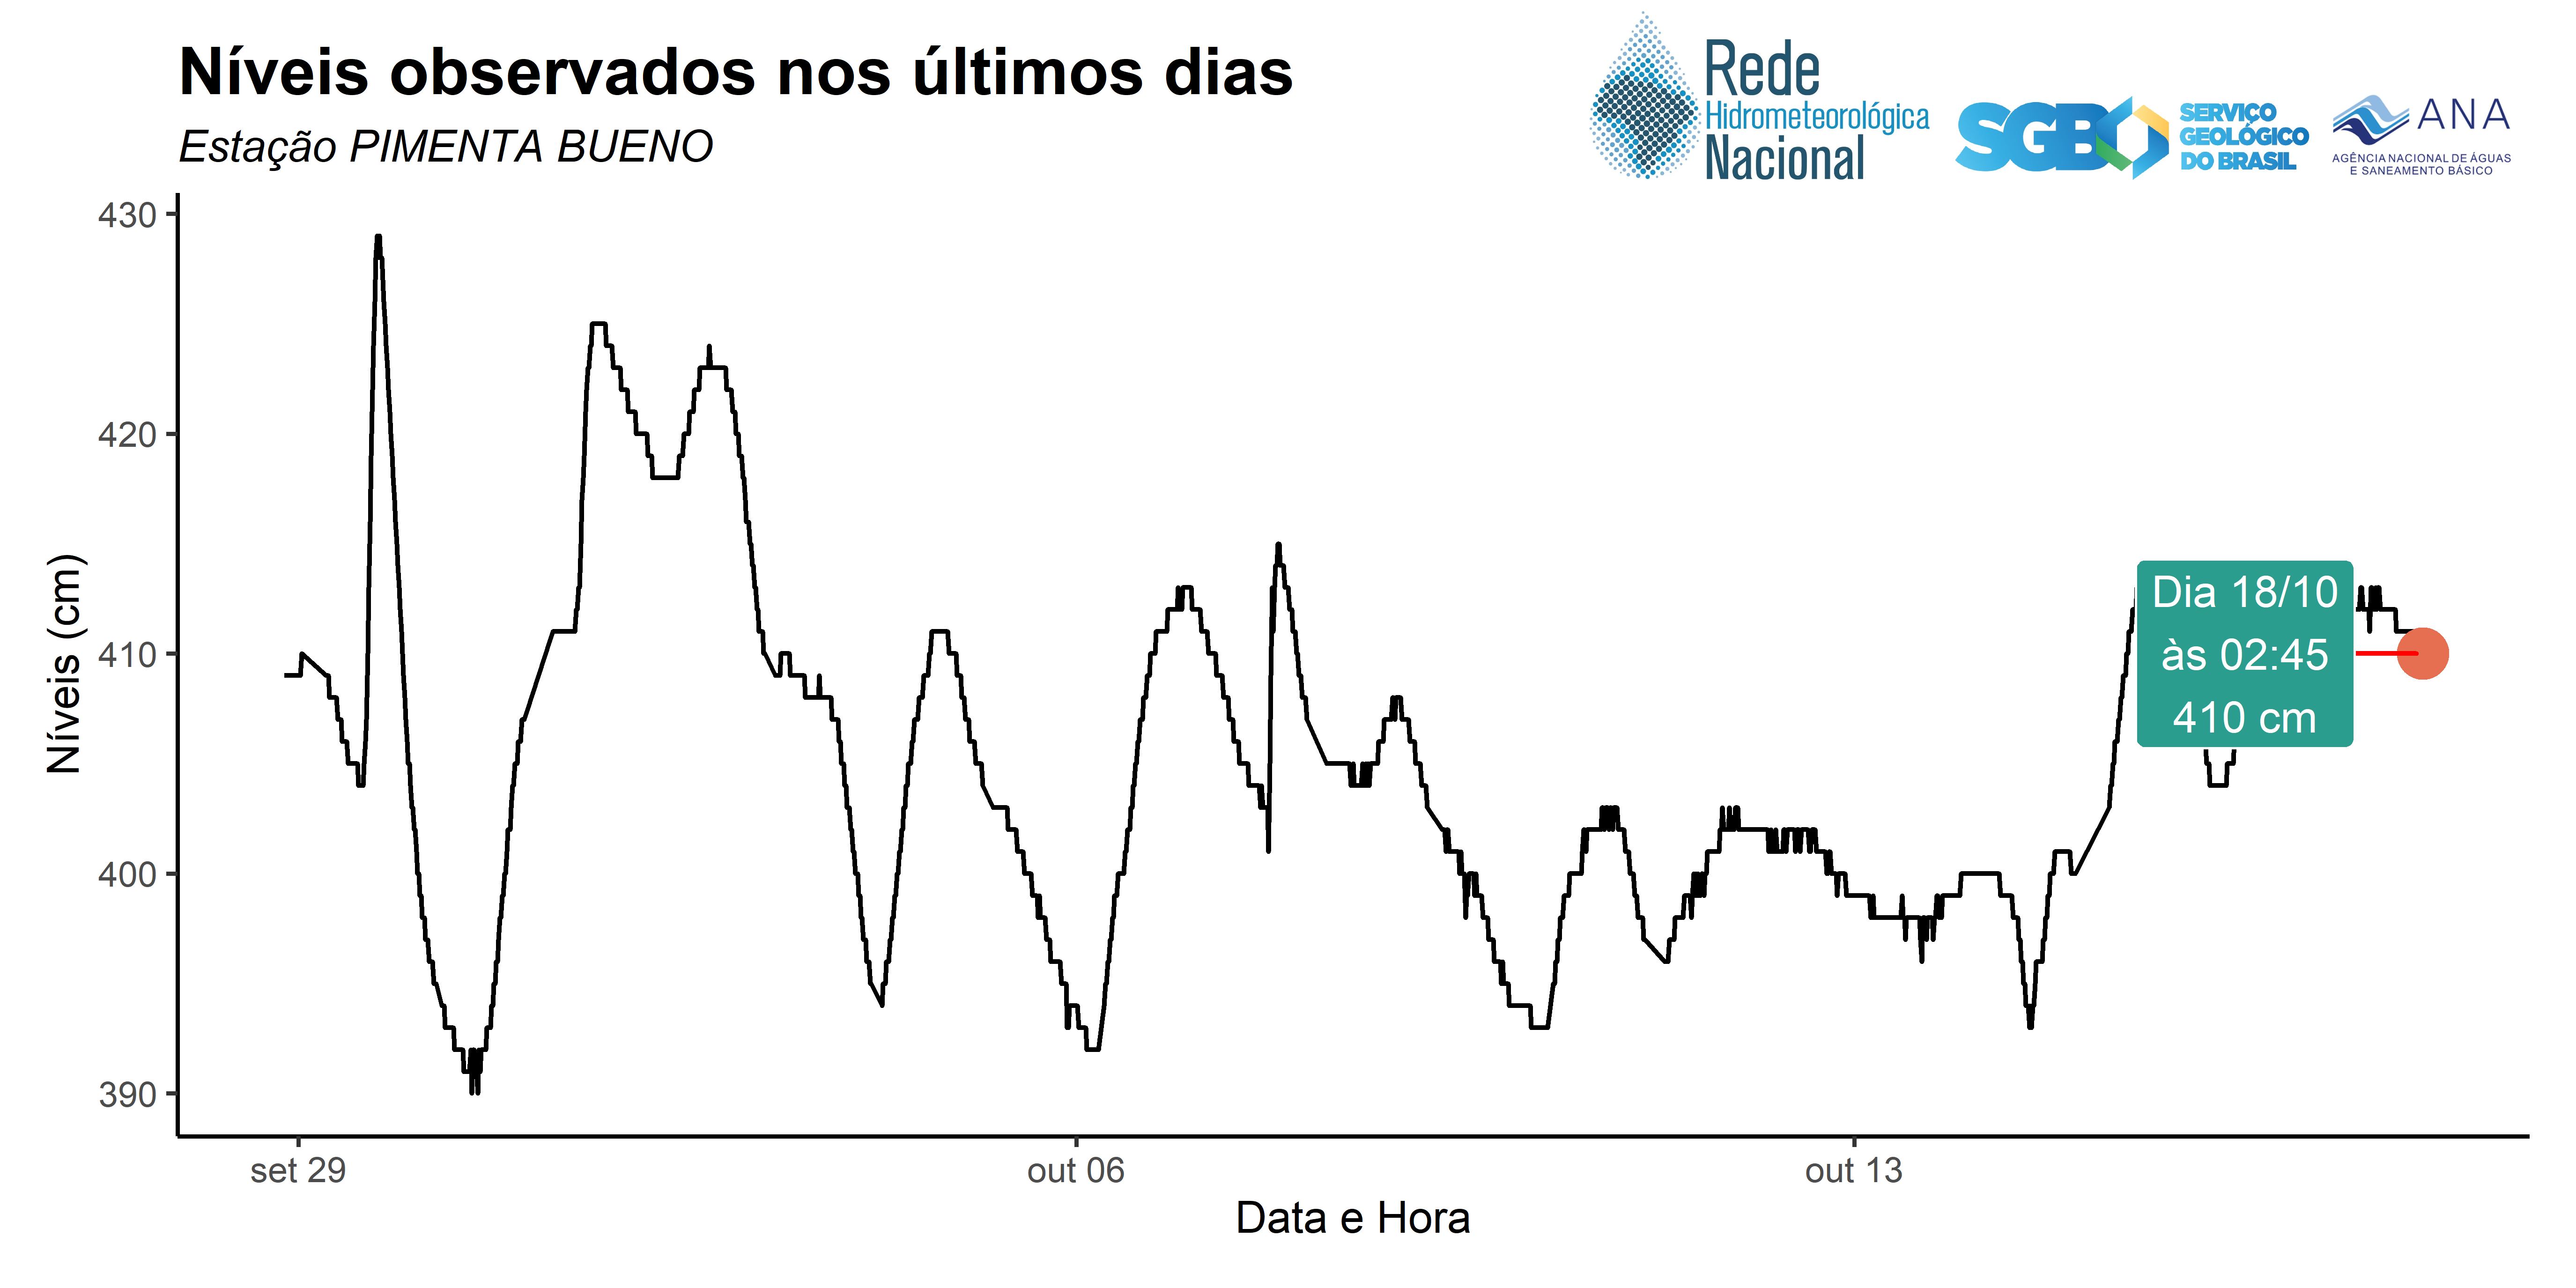 Níveis observados nos últimos dias
Estação PIMENTA BUENO
Rede
Hidrometeorológica
Nacional
SGB
SERVIÇO
GEOLÓGICO
DO BRASIL
ANA
AGÊNCIA NACIONAL DE ÁGUAS
E SANEAMENTO BÁSICO
Níveis (cm)
430
420
410
400
390
Dia 18/10
às 02:45
410 cm
set 29
out 06
out 13
Data e Hora